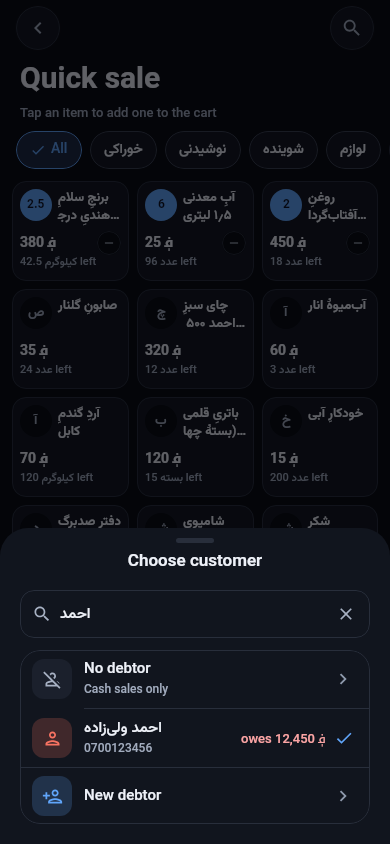 Quick sale
Tap an item to add one to the cart
All
خوراکی
نوشیدنی
شوینده
لوازم
2.5
برنجِ سلامِ
هندیِ درجـ...
380 ؋
42.5 کیلوگرم left
6
آبِ معدنی
۱٫۵ لیتری
25 ؋
96 عدد left
2
روغنِ
آفتاب‌گردا...
450 ؋
18 عدد left
ص
صابونِ گلنار
35 ؋
24 عدد left
چ
چای سبزِ
احمد ۵۰۰...
320 ؋
12 عدد left
آ
آب‌میوهٔ انار
60 ؋
3 عدد left
آ
آردِ گندمِ
کابل
70 ؋
120 کیلوگرم left
ب
باتریِ قلمی
(بستهٔ چها...
120 ؋
15 بسته left
خ
خودکارِ آبی
15 ؋
200 عدد left
دفتر صدبرگ
شامپوی
شکر
Choose customer
احمد
No debtor
Cash sales only
احمد ولی‌زاده
0700123456
owes 12,450 ؋
New debtor